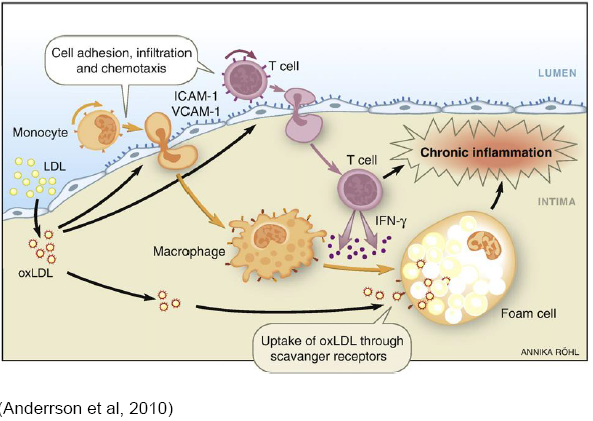 Cell adhesion, infiltration
and chemotaxis
T cell
LUMEN
ICAM-1
VCAM-1
Monocyte
LDL
T cell
Chronic inflammation
INTIMA
IFN-γ
Macrophage
oxLDL
Foam cell
Uptake of oxLDL through
scavanger receptors
ANNIKA RÖHL
(Anderrson et al, 2010)